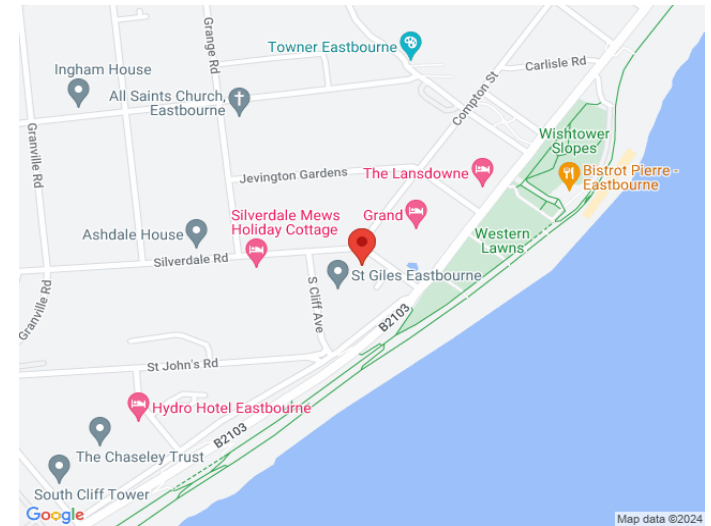 Towner Eastbourne
Grange Rd
Carlisle Rd
Ingham House
Compton St
All Saints Church,
Eastbourne
Granville Rd
Wishtower
Slopes
Jevington Gardens
The Lansdowne
Bistrot Pierre -
Eastbourne
Silverdale Mews
Holiday Cottage
Grand
Ashdale House
Western
Lawns
Silverdale Rd
St Giles Eastbourne
S Cliff Ave
Granville Rd
B2103
St John's Rd
Hydro Hotel Eastbourne
B2103
The Chaseley Trust
South Cliff Tower
Google
Map data ©2024